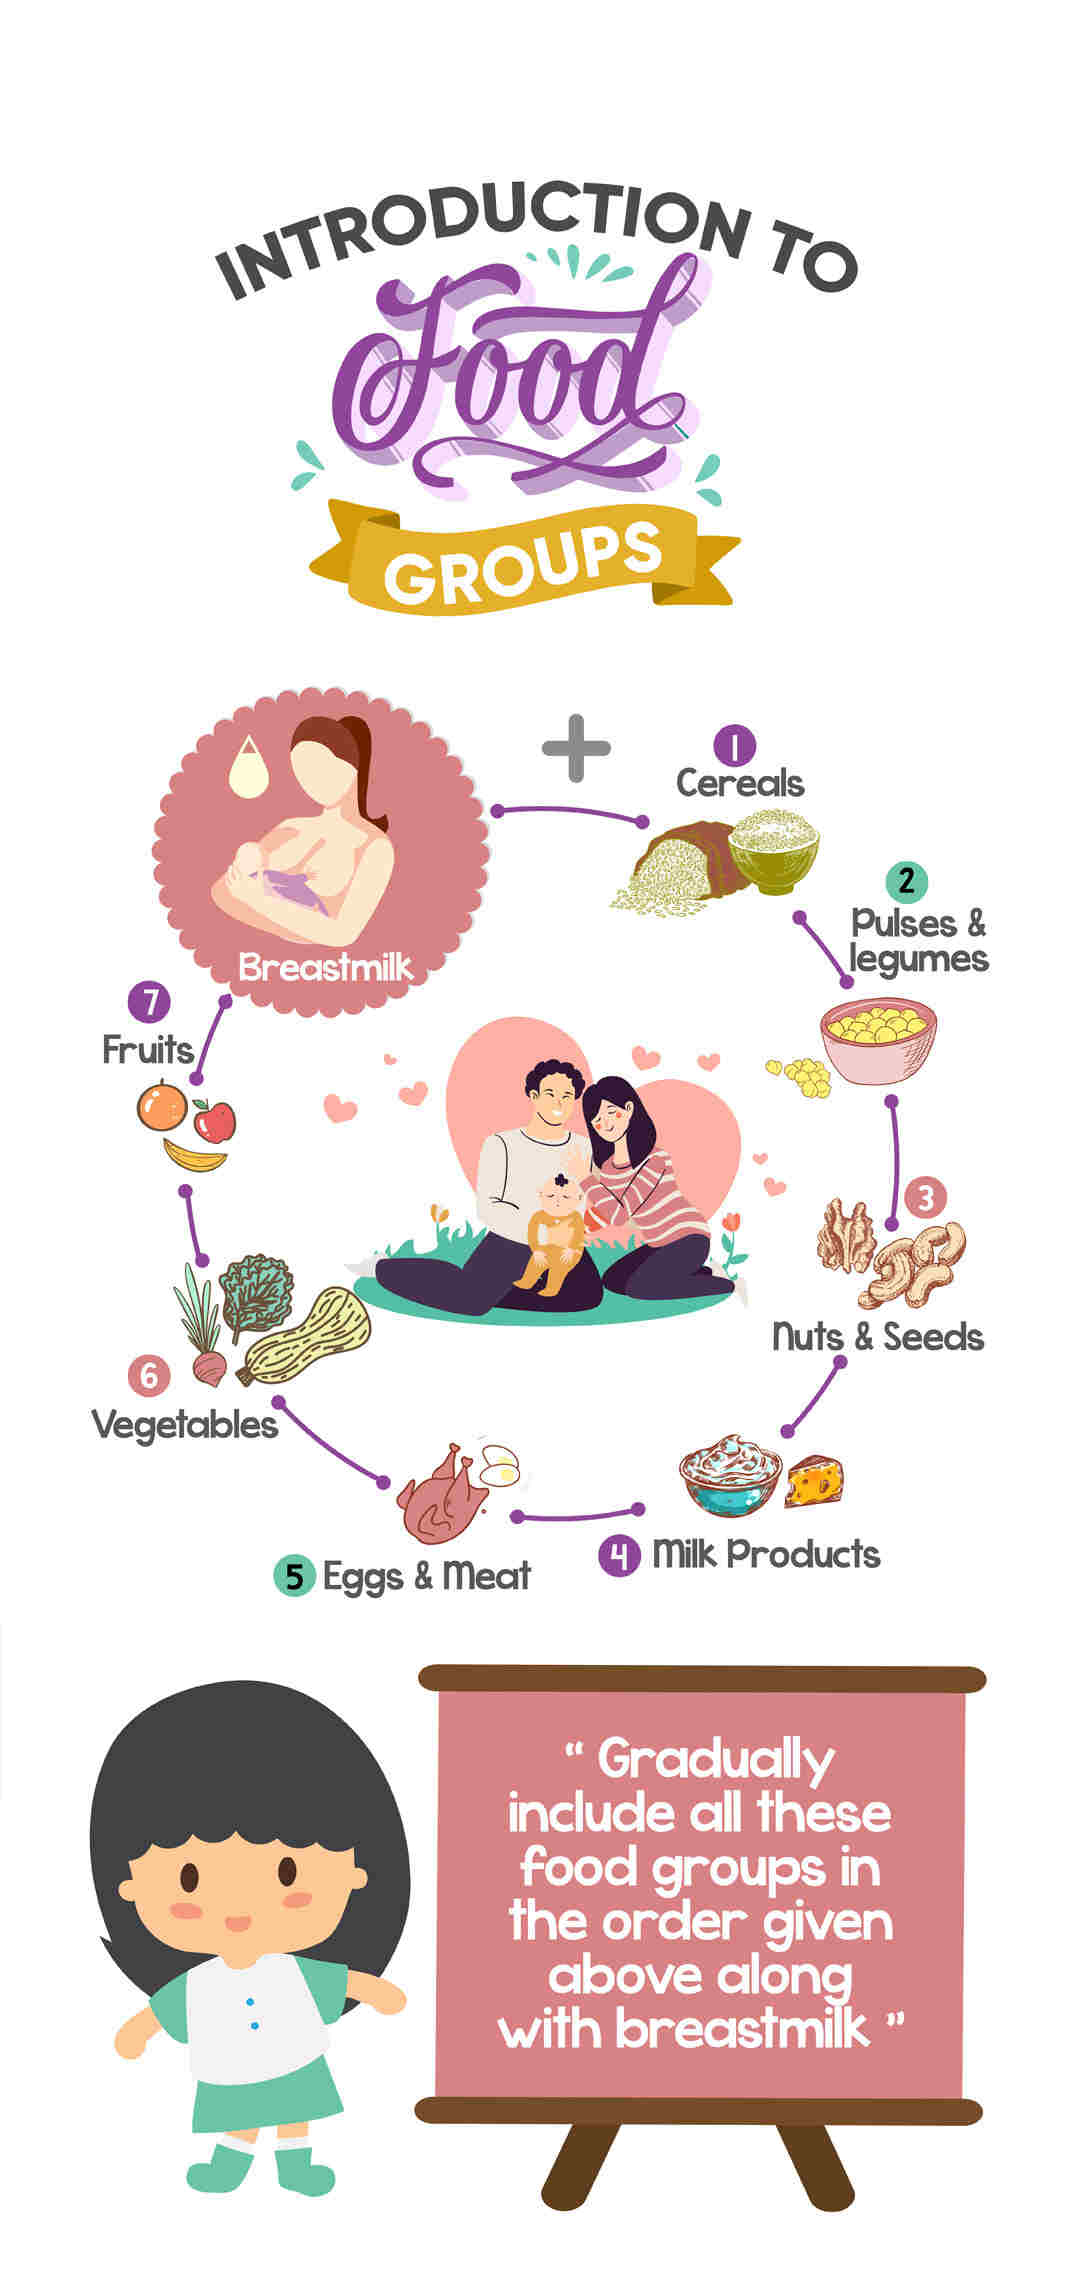 INTRODUCTION TO
Food
GROUPS
Breastmilk
+
1
Cereals
2
Pulses &
legumes
3
Nuts & Seeds
4 Milk Products
5 Eggs & Meat
6
Vegetables
7
Fruits
“ Gradually
include all these
food groups in
the order given
above along
with breastmilk ”